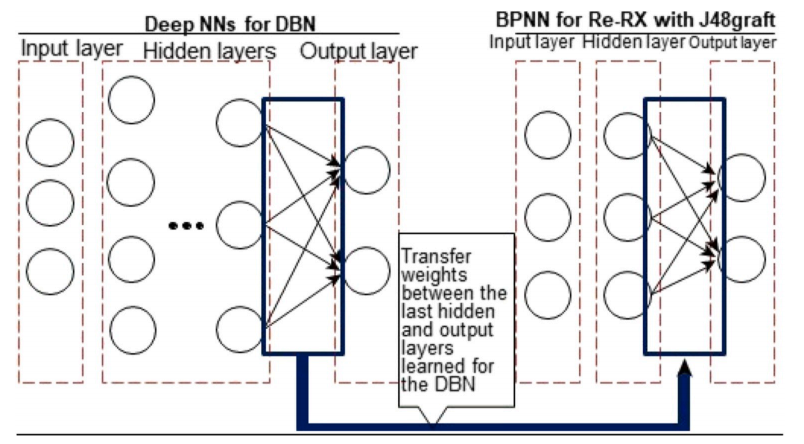 Deep NNs for DBN
Input layer Hidden layers Output layer
BPNN for Re-RX with J48graft
Input layer Hidden layer Output layer
Transfer
weights
between the
last hidden
and output
layers
learned for
the DBN